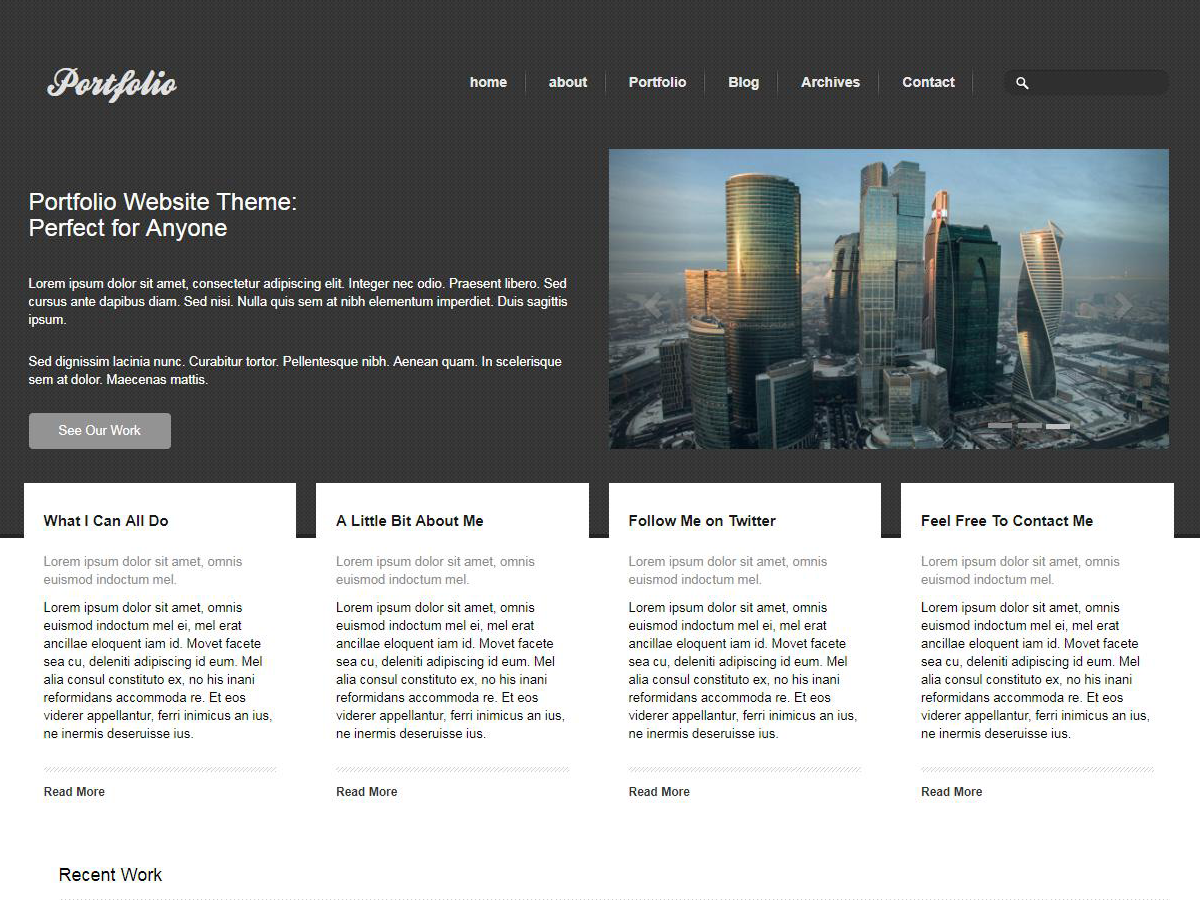 Portfolio
home about Portfolio Blog Archives Contact
Portfolio Website Theme:
Perfect for Anyone
Lorem ipsum dolor sit amet, consectetur adipiscing elit. Integer nec odio. Praesent libero. Sed
cursus ante dapibus diam. Sed nisi. Nulla quis sem at nibh elementum imperdiet. Duis sagittis
ipsum.
Sed dignissim lacinia nunc. Curabitur tortor. Pellentesque nibh. Aenean quam. In scelerisque
sem at dolor. Maecenas mattis.
See Our Work
What I Can All Do
Lorem ipsum dolor sit amet, omnis
euismod indoctum mel.
Lorem ipsum dolor sit amet, omnis
euismod indoctum mel ei, mel erat
ancillae eloquent iam id. Movet facete
sea cu, deleniti adipiscing id eum. Mel
alia consul constituto ex, no his inani
reformidans accommoda re. Et eos
viderer appellantur, ferri inimicus an ius,
ne inermis deseruisse ius.
Read More
A Little Bit About Me
Lorem ipsum dolor sit amet, omnis
euismod indoctum mel.
Lorem ipsum dolor sit amet, omnis
euismod indoctum mel ei, mel erat
ancillae eloquent iam id. Movet facete
sea cu, deleniti adipiscing id eum. Mel
alia consul constituto ex, no his inani
reformidans accommoda re. Et eos
viderer appellantur, ferri inimicus an ius,
ne inermis deseruisse ius.
Read More
Follow Me on Twitter
Lorem ipsum dolor sit amet, omnis
euismod indoctum mel.
Lorem ipsum dolor sit amet, omnis
euismod indoctum mel ei, mel erat
ancillae eloquent iam id. Movet facete
sea cu, deleniti adipiscing id eum. Mel
alia consul constituto ex, no his inani
reformidans accommoda re. Et eos
viderer appellantur, ferri inimicus an ius,
ne inermis deseruisse ius.
Read More
Feel Free To Contact Me
Lorem ipsum dolor sit amet, omnis
euismod indoctum mel.
Lorem ipsum dolor sit amet, omnis
euismod indoctum mel ei, mel erat
ancillae eloquent iam id. Movet facete
sea cu, deleniti adipiscing id eum. Mel
alia consul constituto ex, no his inani
reformidans accommoda re. Et eos
viderer appellantur, ferri inimicus an ius,
ne inermis deseruisse ius.
Read More
Recent Work